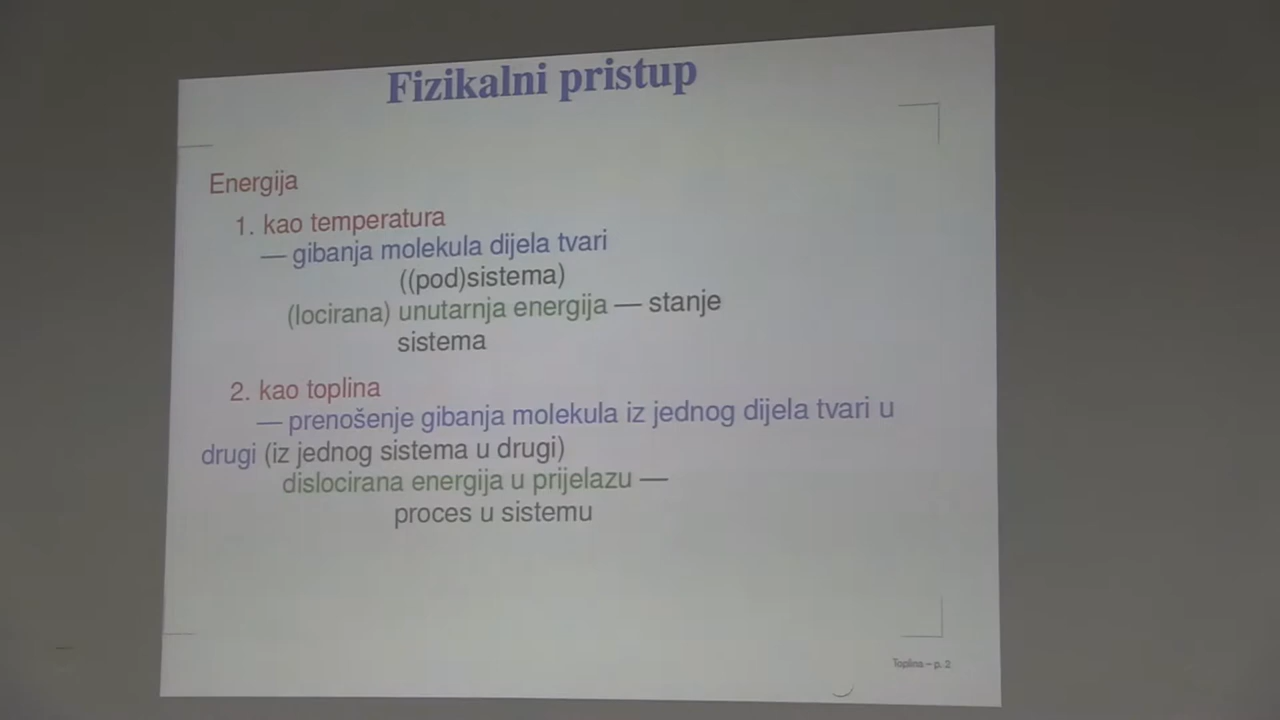 Fizikalni pristup
Energija
1. kao temperatura
— gibanja molekula dijela tvari
((pod)sistema)
(locirana) unutarnja energija — stanje
sistema
2. kao toplina
— prenošenje gibanja molekula iz jednog dijela tvari u
drugi (iz jednog sistema u drugi)
dislocirana energija u prijelazu —
proces u sistemu
Toplina – p. 2